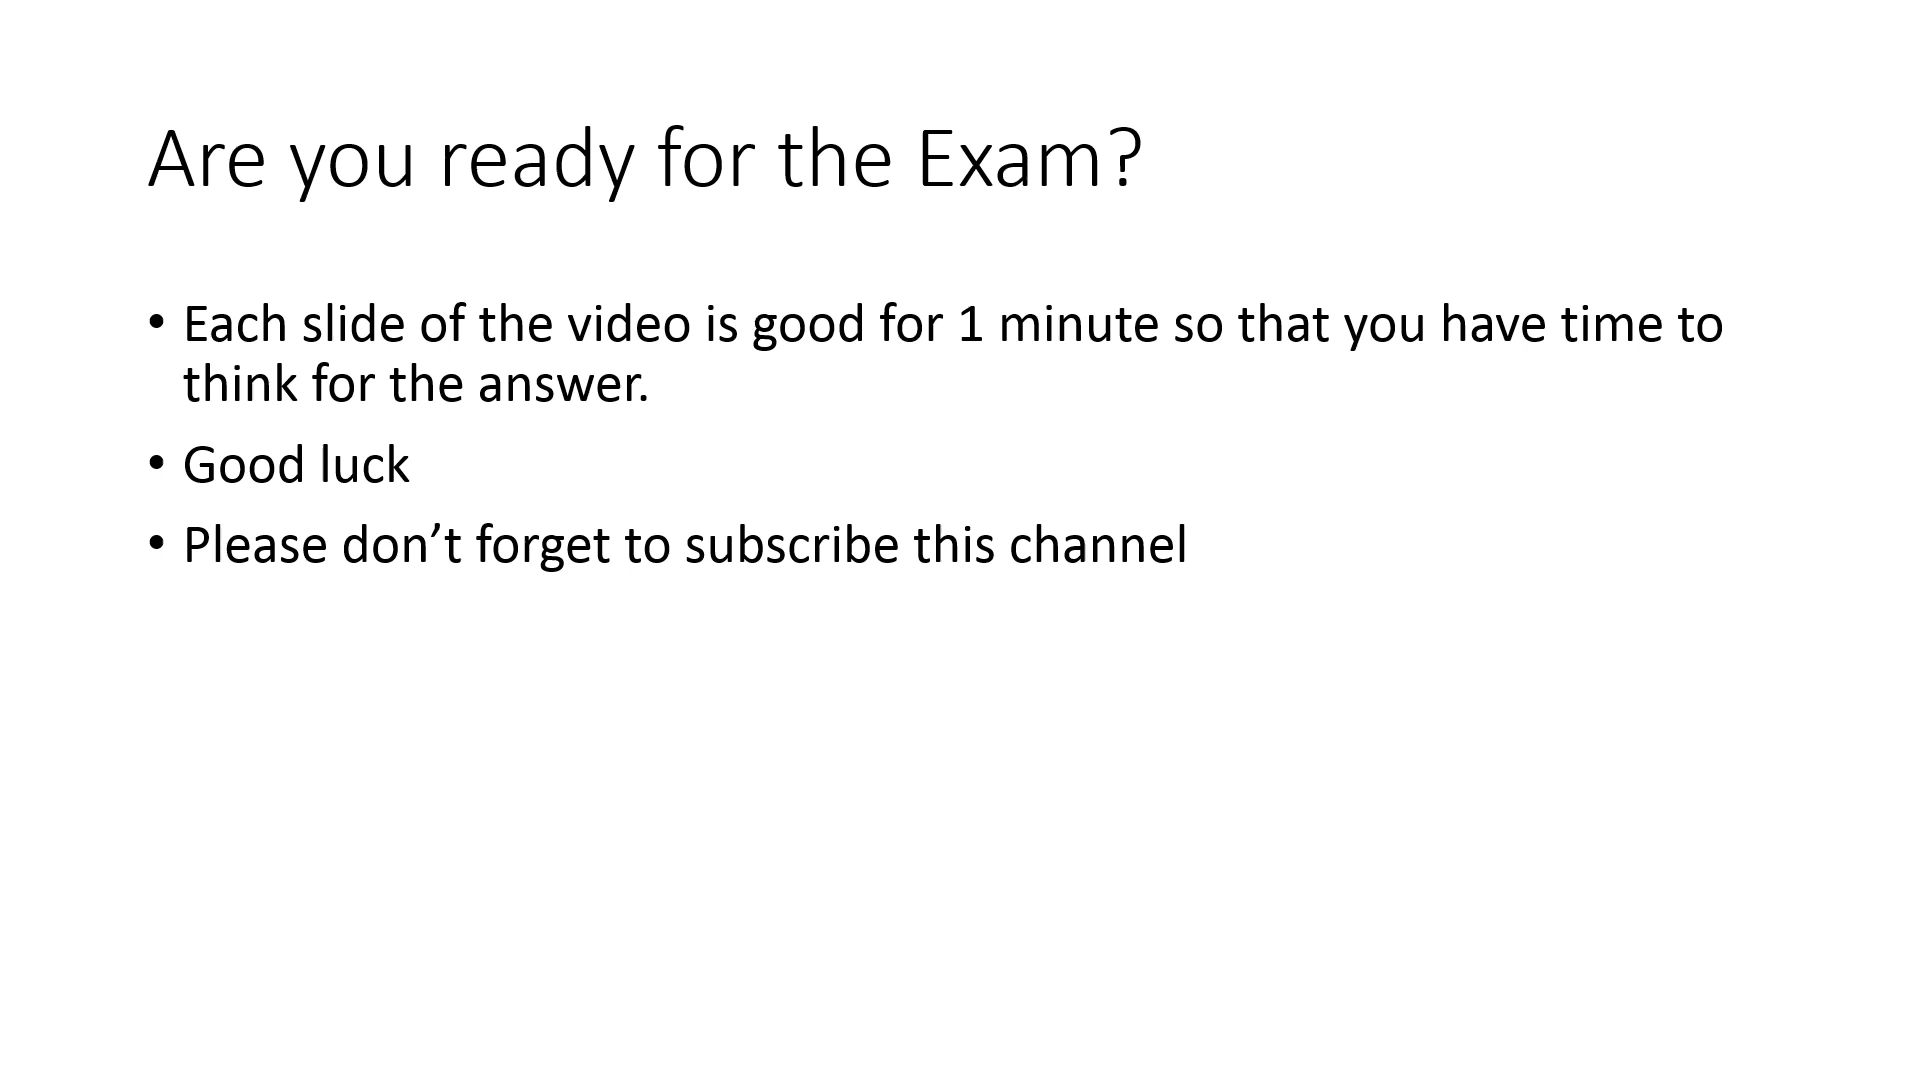 Are you ready for the Exam?
• Each slide of the video is good for 1 minute so that you have time to
think for the answer.
• Good luck
• Please don’t forget to subscribe this channel